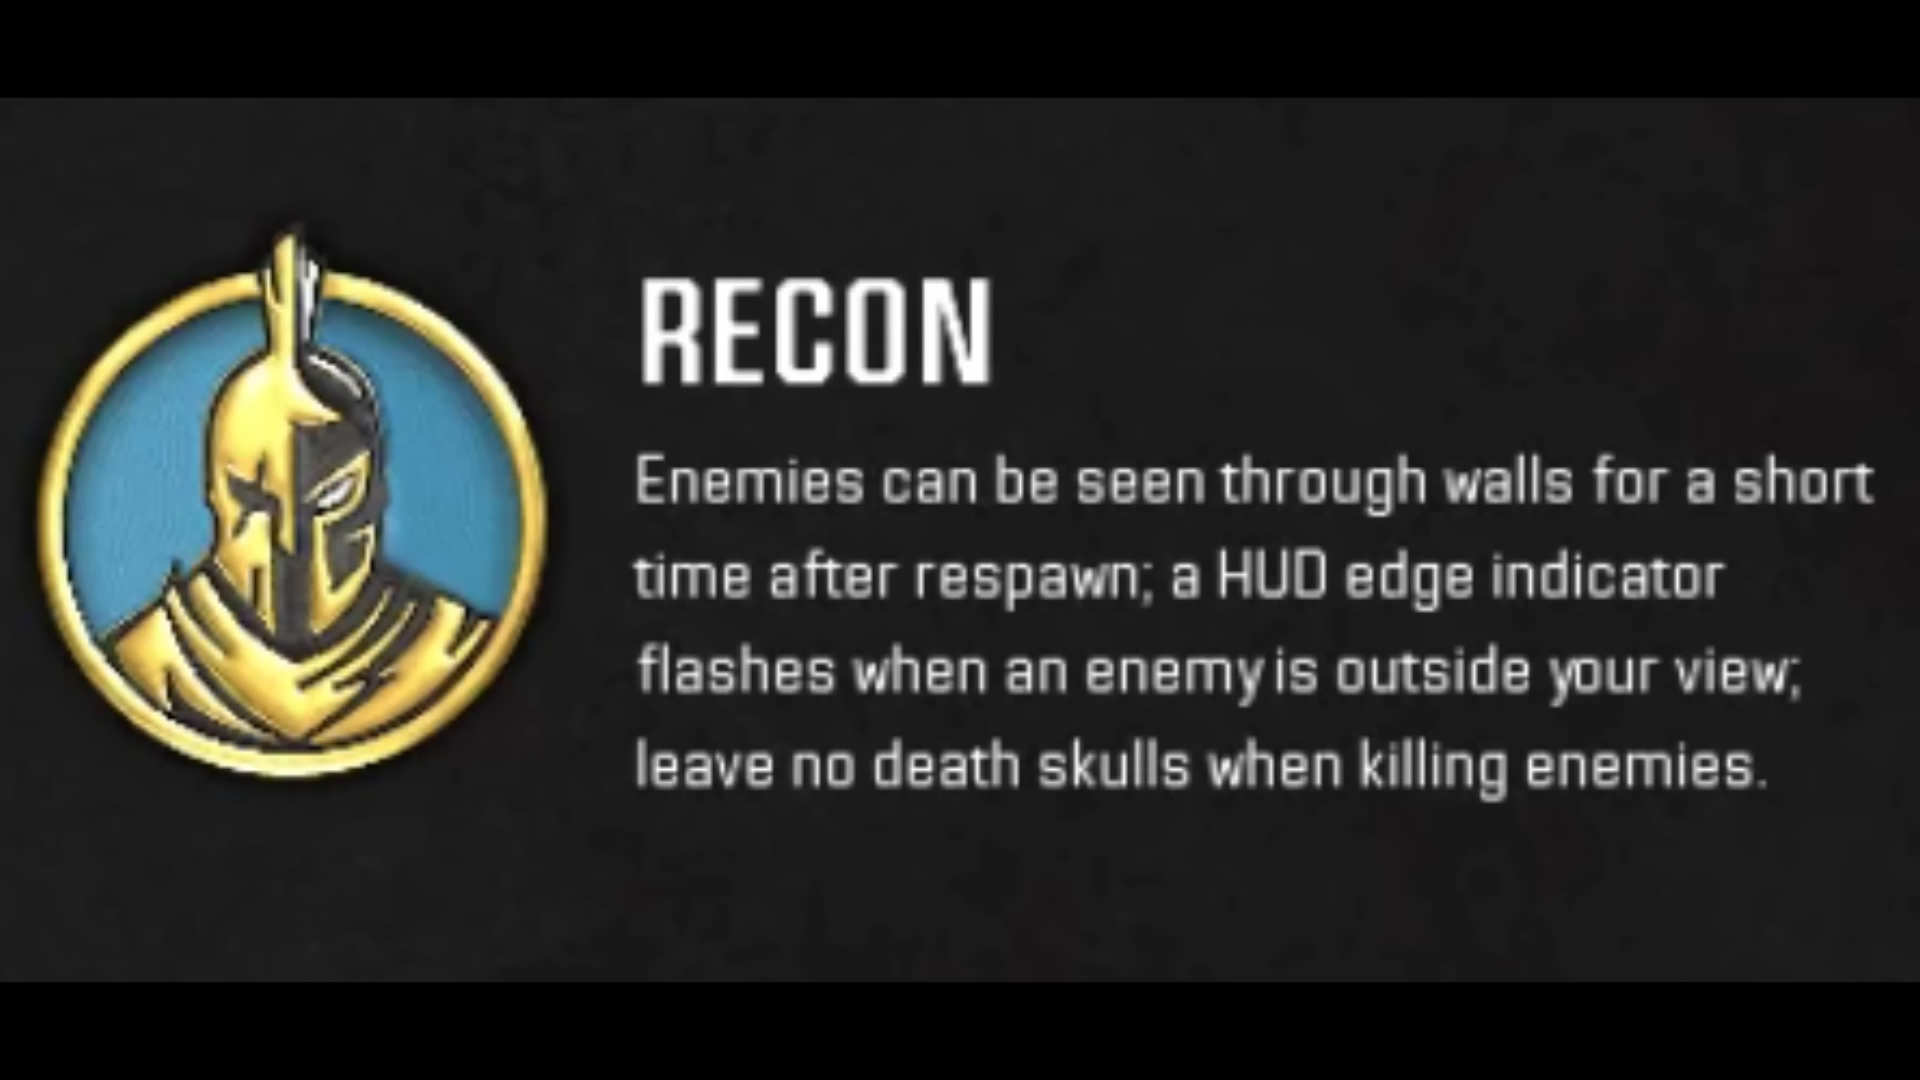 RECON
Enemies can be seen through walls for a short
time after respawn; a HUD edge indicator
flashes when an enemy is outside your view;
leave no death skulls when killing enemies.